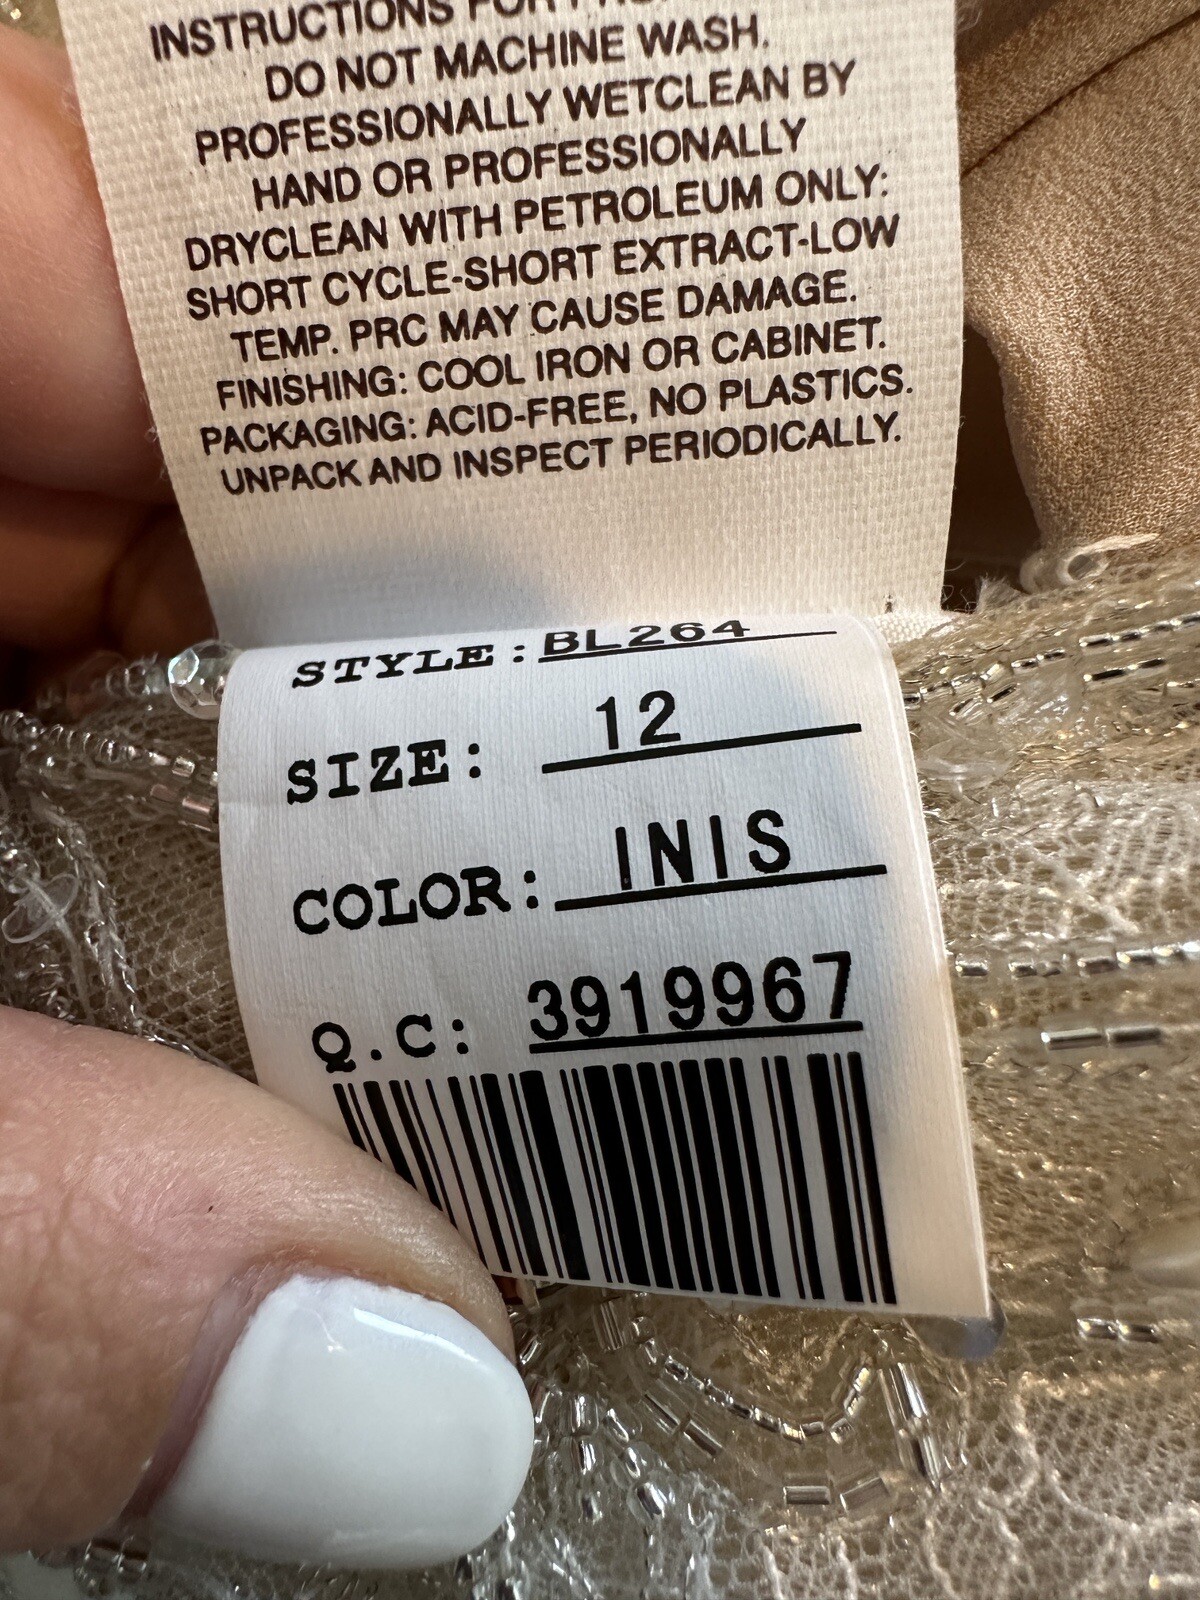 INSTRUCTIONS FOR
DO NOT MACHINE WASH.
PROFESSIONALLY WETCLEAN BY
HAND OR PROFESSIONALLY
DRYCLEAN WITH PETROLEUM ONLY:
SHORT CYCLE-SHORT EXTRACT-LOW
TEMP. PRC MAY CAUSE DAMAGE.
FINISHING: COOL IRON OR CABINET.
PACKAGING: ACID-FREE, NO PLASTICS.
UNPACK AND INSPECT PERIODICALLY.
STYLE: BL264
SIZE: 12
COLOR: INIS
Q.C: 3919967